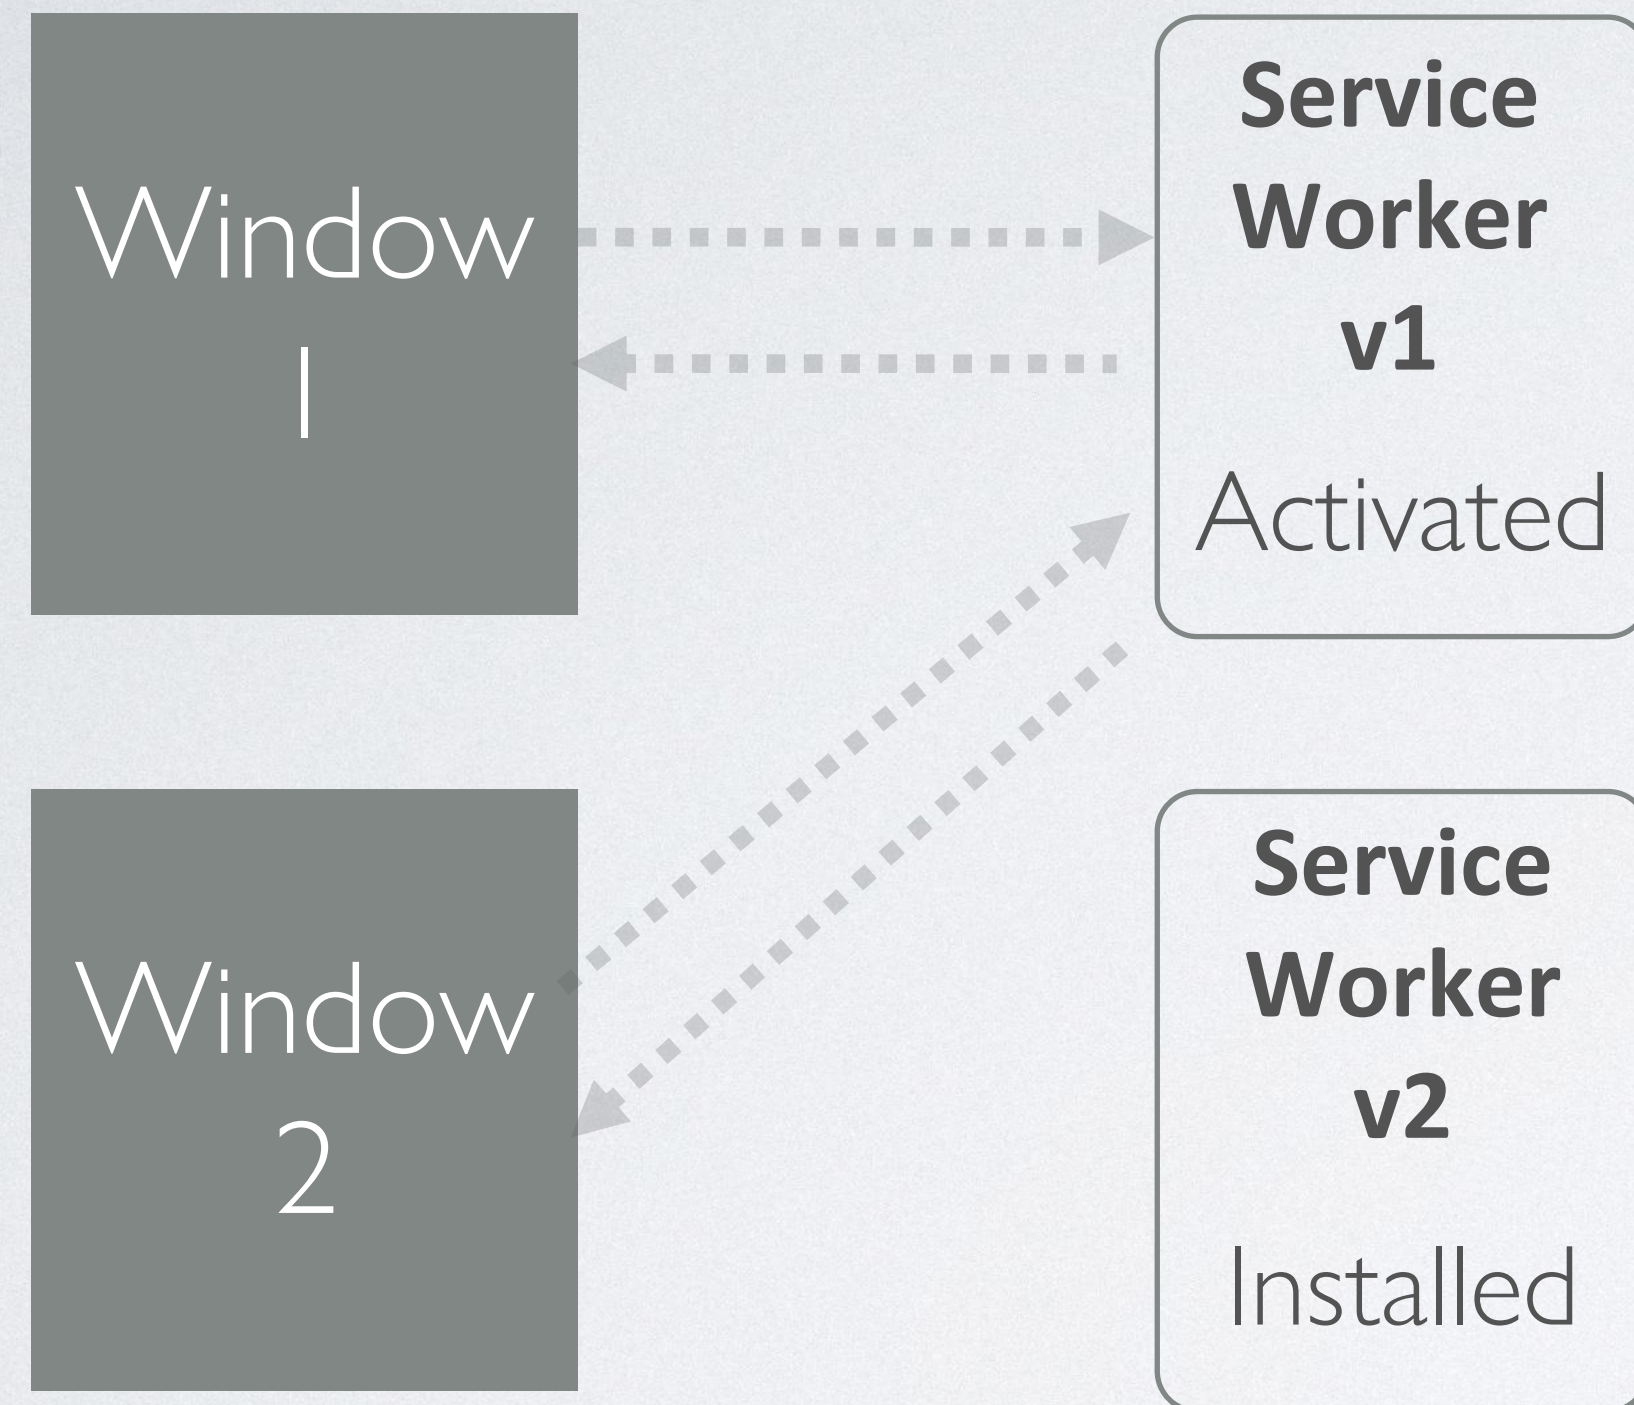 Window
1
Service
Worker
v1
Activated
Window
2
Service
Worker
v2
Installed